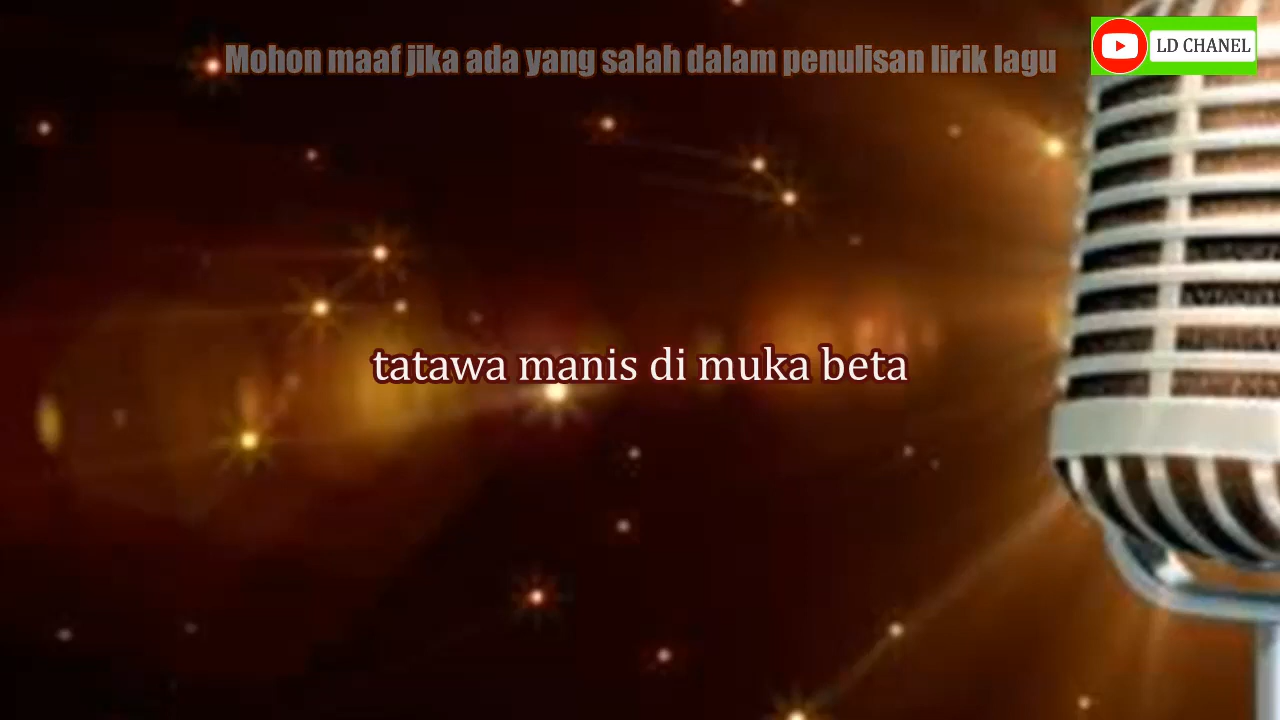 Mohon maaf jika ada yang salah dalam penulisan lirik lagu
LD CHANEL
tatawa manis di muka beta